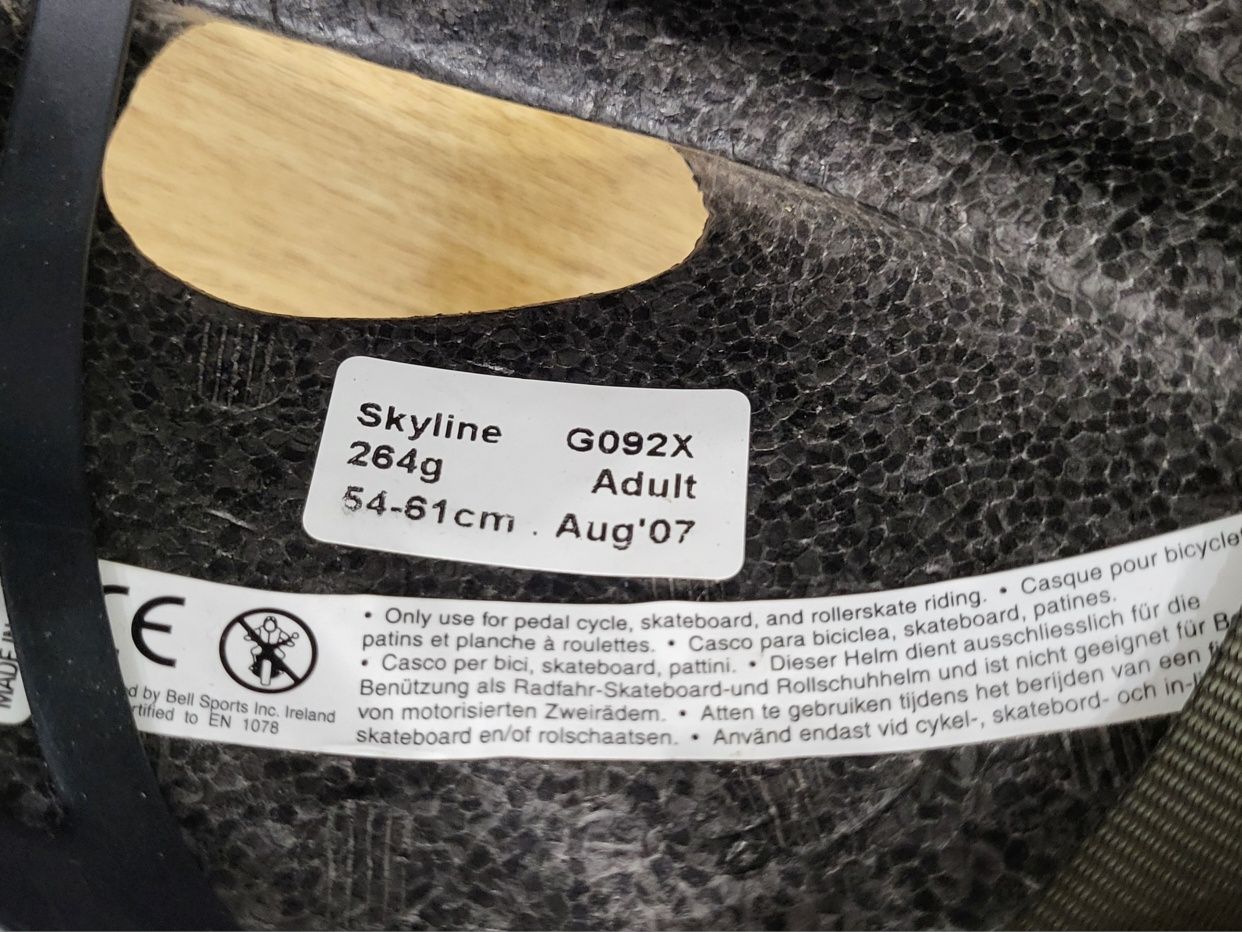 Skyline G092X
264g Adult
54-61cm . Aug'07
MADE IN
CE
by Bell Sports Inc. Ireland
EN 1078
• Only use for pedal cycle, skateboard, and rollerskate riding. • Casque pour bicyclet
patins et planche à roulettes. • Casco para biciclea, skateboard, patines.
• Casco per bici, skateboard, pattini. • Dieser Helm dient ausschliesslich für die
Benützung als Radfahr-Skateboard-und Rollschuhhelm und ist nicht geeignet für
von motorisierten Zweirädern. • Atten te gebruiken tijdens het berijden van een
skateboard en/of rolschaatsen. • Använd endast vid cykel-, skatebord- och